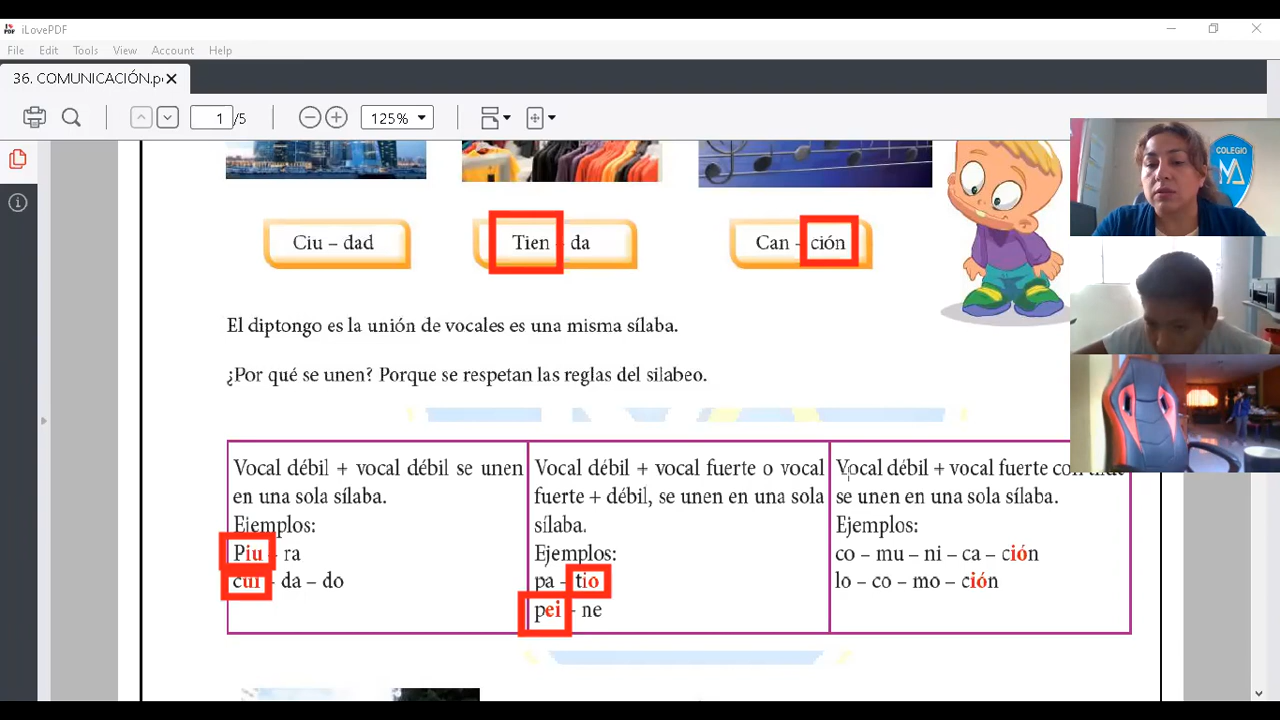 iLovePDF
File Edit Tools View Account Help
36. COMUNICACIÓN.p
1 /5 125%
COLEGIO
MA
Ciu – dad
Tien – da
Can – ción
El diptongo es la unión de vocales es una misma sílaba.
¿Por qué se unen? Porque se respetan las reglas del silabeo.
Vocal débil + vocal débil se unen
en una sola sílaba.
Ejemplos:
Piu – ra
cui – da – do
Vocal débil + vocal fuerte o vocal
fuerte + débil, se unen en una sola
sílaba.
Ejemplos:
pa – tio
pei – ne
Vocal débil + vocal fuerte con
se unen en una sola sílaba.
Ejemplos:
co – mu – ni – ca – ción
lo – co – mo – ción